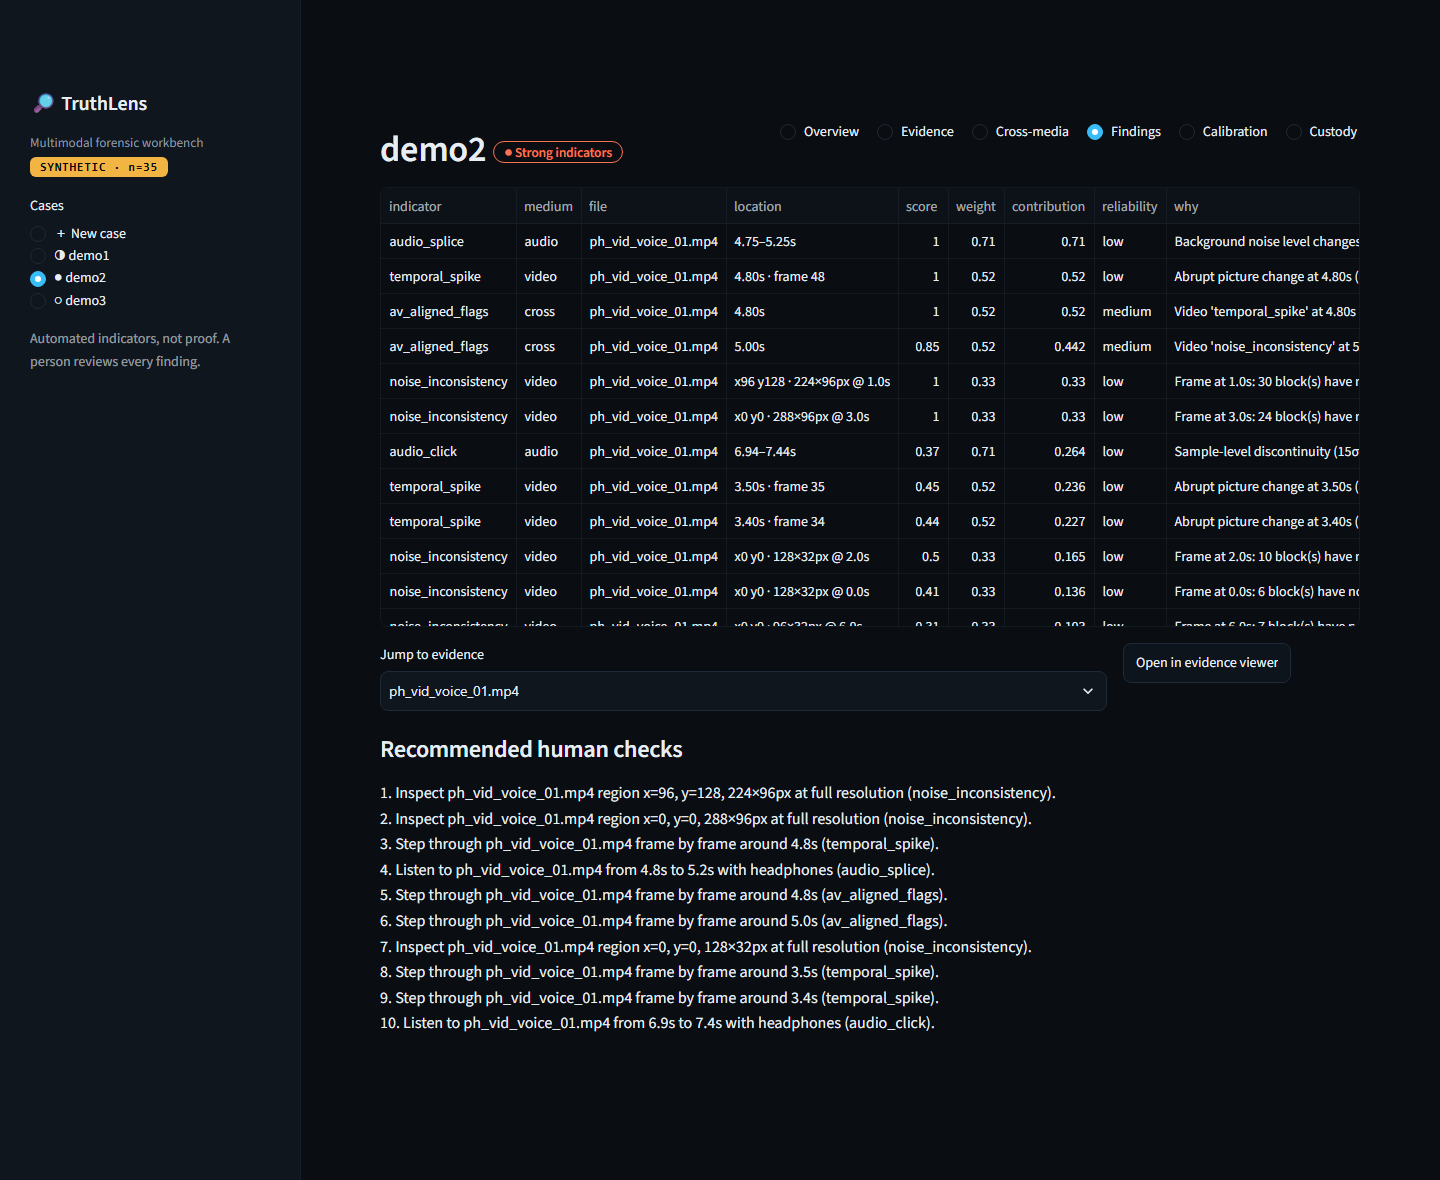 TruthLens
Multimodal forensic workbench
SYNTHETIC · n=35
Cases
+ New case
demo1
demo2
demo3
Automated indicators, not proof. A
person reviews every finding.
Overview Evidence Cross-media Findings Calibration Custody
demo2 Strong indicators
indicator medium file location score weight contribution reliability why
audio_splice audio ph_vid_voice_01.mp4 4.75–5.25s 1 0.71 0.71 low Background noise level changes
temporal_spike video ph_vid_voice_01.mp4 4.80s · frame 48 1 0.52 0.52 low Abrupt picture change at 4.80s (
av_aligned_flags cross ph_vid_voice_01.mp4 4.80s 1 0.52 0.52 medium Video 'temporal_spike' at 4.80s
av_aligned_flags cross ph_vid_voice_01.mp4 5.00s 0.85 0.52 0.442 medium Video 'noise_inconsistency' at 5
noise_inconsistency video ph_vid_voice_01.mp4 x96 y128 · 224×96px @ 1.0s 1 0.33 0.33 low Frame at 1.0s: 30 block(s) have
noise_inconsistency video ph_vid_voice_01.mp4 x0 y0 · 288×96px @ 3.0s 1 0.33 0.33 low Frame at 3.0s: 24 block(s) have
audio_click audio ph_vid_voice_01.mp4 6.94–7.44s 0.37 0.71 0.264 low Sample-level discontinuity (15σ
temporal_spike video ph_vid_voice_01.mp4 3.50s · frame 35 0.45 0.52 0.236 low Abrupt picture change at 3.50s (
temporal_spike video ph_vid_voice_01.mp4 3.40s · frame 34 0.44 0.52 0.227 low Abrupt picture change at 3.40s (
noise_inconsistency video ph_vid_voice_01.mp4 x0 y0 · 128×32px @ 2.0s 0.5 0.33 0.165 low Frame at 2.0s: 10 block(s) have
noise_inconsistency video ph_vid_voice_01.mp4 x0 y0 · 128×32px @ 0.0s 0.41 0.33 0.136 low Frame at 0.0s: 6 block(s) have
Jump to evidence
Open in evidence viewer
ph_vid_voice_01.mp4
Recommended human checks
1. Inspect ph_vid_voice_01.mp4 region x=96, y=128, 224×96px at full resolution (noise_inconsistency).
2. Inspect ph_vid_voice_01.mp4 region x=0, y=0, 288×96px at full resolution (noise_inconsistency).
3. Step through ph_vid_voice_01.mp4 frame by frame around 4.8s (temporal_spike).
4. Listen to ph_vid_voice_01.mp4 from 4.8s to 5.2s with headphones (audio_splice).
5. Step through ph_vid_voice_01.mp4 frame by frame around 4.8s (av_aligned_flags).
6. Step through ph_vid_voice_01.mp4 frame by frame around 5.0s (av_aligned_flags).
7. Inspect ph_vid_voice_01.mp4 region x=0, y=0, 128×32px at full resolution (noise_inconsistency).
8. Step through ph_vid_voice_01.mp4 frame by frame around 3.5s (temporal_spike).
9. Step through ph_vid_voice_01.mp4 frame by frame around 3.4s (temporal_spike).
10. Listen to ph_vid_voice_01.mp4 from 6.9s to 7.4s with headphones (audio_click).